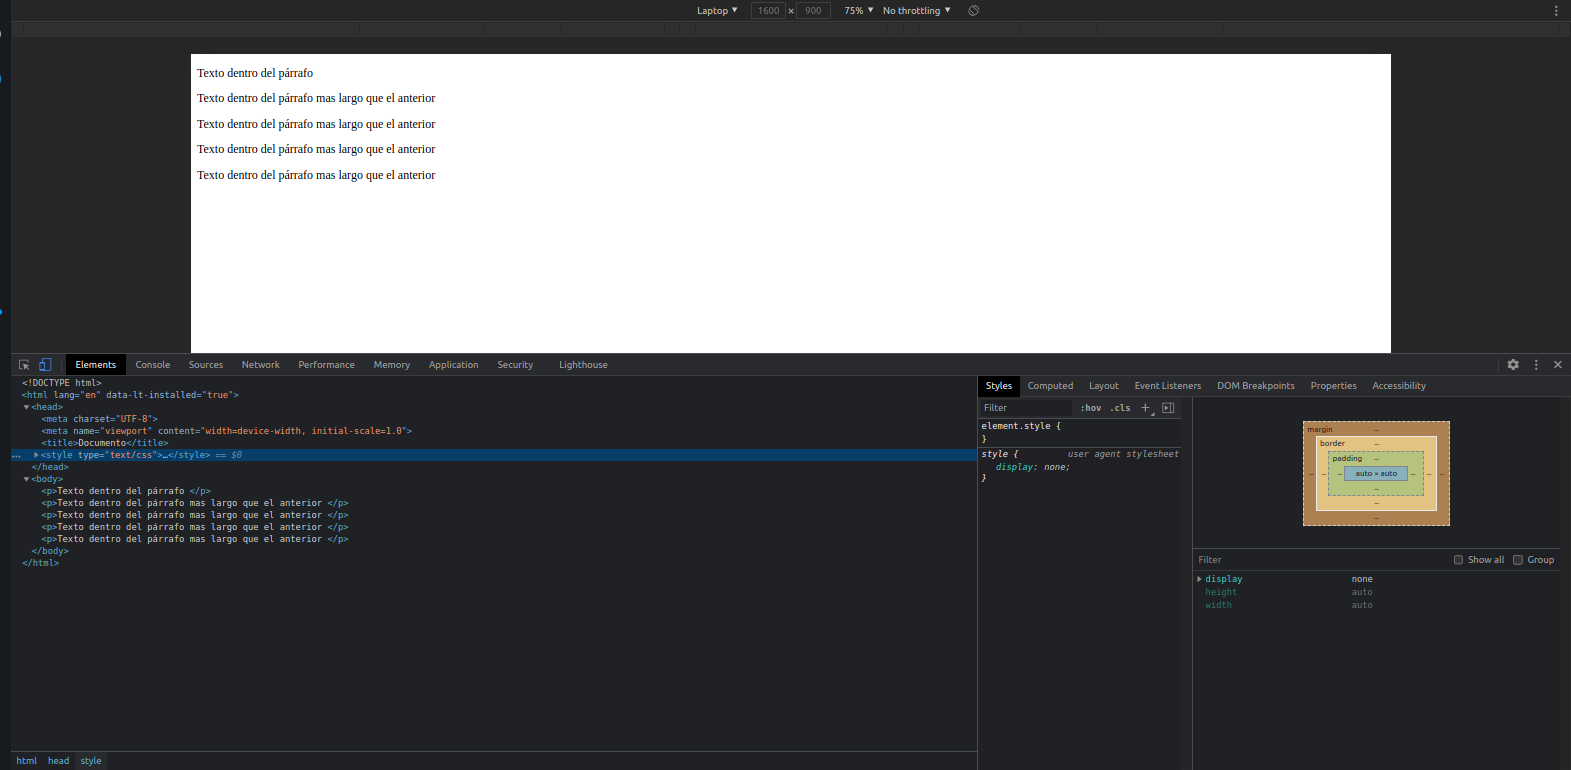 Laptop ▼ 1600 × 900 75% ▼ No throttling ▼
Texto dentro del párrafo
Texto dentro del párrafo mas largo que el anterior
Texto dentro del párrafo mas largo que el anterior
Texto dentro del párrafo mas largo que el anterior
Texto dentro del párrafo mas largo que el anterior
Elements Console Sources Network Performance Memory Application Security Lighthouse
<!DOCTYPE html>
<html lang="en" data-lt-installed="true">
<head>
<meta charset="UTF-8">
<meta name="viewport" content="width=device-width, initial-scale=1.0">
<title>Documento</title>
… <style type="text/css">…</style> == $0
</head>
<body>
<p>Texto dentro del párrafo </p>
<p>Texto dentro del párrafo mas largo que el anterior </p>
<p>Texto dentro del párrafo mas largo que el anterior </p>
<p>Texto dentro del párrafo mas largo que el anterior </p>
<p>Texto dentro del párrafo mas largo que el anterior </p>
</body>
</html>
html head style
Styles Computed Layout Event Listeners DOM Breakpoints Properties Accessibility
Filter :hov .cls +
element.style {
}
style { user agent stylesheet
display: none;
}
margin –
border –
padding –
– – – auto × auto – – –
–
–
–
Filter Show all Group
display none
height auto
width auto